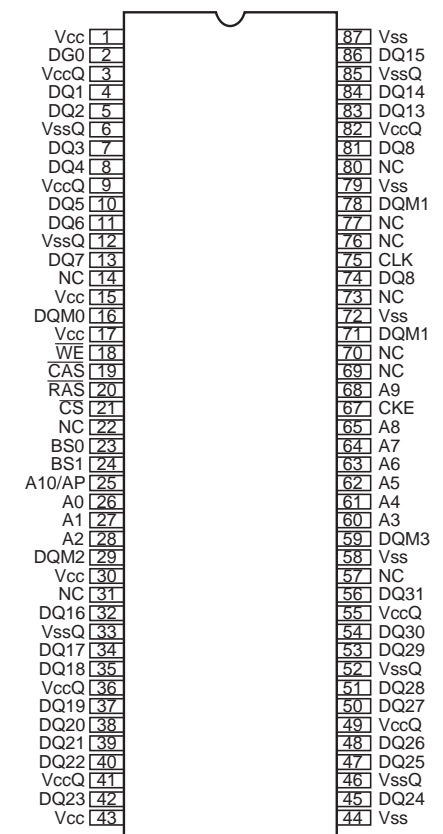 Vcc 1 87 Vss
DG0 2 86 DQ15
VccQ 3 85 VssQ
DQ1 4 84 DQ14
DQ2 5 83 DQ13
VssQ 6 82 VccQ
DQ3 7 81 DQ8
DQ4 8 80 NC
VccQ 9 79 Vss
DQ5 10 78 DQM1
DQ6 11 77 NC
VssQ 12 76 NC
DQ7 13 75 CLK
NC 14 74 DQ8
Vcc 15 73 NC
DQM0 16 72 Vss
Vcc 17 71 DQM1
WE 18 70 NC
CAS 19 69 NC
RAS 20 68 A9
CS 21 67 CKE
NC 22 65 A8
BS0 23 64 A7
BS1 24 63 A6
A10/AP 25 62 A5
A0 26 61 A4
A1 27 60 A3
A2 28 59 DQM3
DQM2 29 58 Vss
Vcc 30 57 NC
NC 31 56 DQ31
DQ16 32 55 VccQ
VssQ 33 54 DQ30
DQ17 34 53 DQ29
DQ18 35 52 VssQ
VccQ 36 51 DQ28
DQ19 37 50 DQ27
DQ20 38 49 VccQ
DQ21 39 48 DQ26
DQ22 40 47 DQ25
VccQ 41 46 VssQ
DQ23 42 45 DQ24
Vcc 43 44 Vss